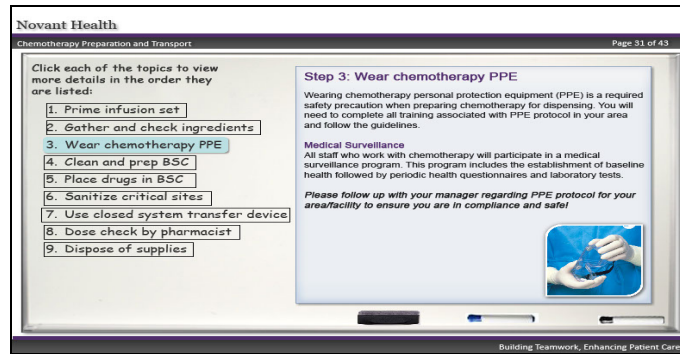 Novant Health
Chemotherapy Preparation and Transport
Page 31 of 43
Click each of the topics to view
more details in the order they
are listed:
1. Prime infusion set
2. Gather and check ingredients
3. Wear chemotherapy PPE
4. Clean and prep BSC
5. Place drugs in BSC
6. Sanitize critical sites
7. Use closed system transfer device
8. Dose check by pharmacist
9. Dispose of supplies
Step 3: Wear chemotherapy PPE
Wearing chemotherapy personal protection equipment (PPE) is a required
safety precaution when preparing chemotherapy for dispensing. You will
need to complete all training associated with PPE protocol in your area
and follow the guidelines.
Medical Surveillance
All staff who work with chemotherapy will participate in a medical
surveillance program. This program includes the establishment of baseline
health followed by periodic health questionnaires and laboratory tests.
Please follow up with your manager regarding PPE protocol for your
area/facility to ensure you are in compliance and safe!
Building Teamwork, Enhancing Patient Care